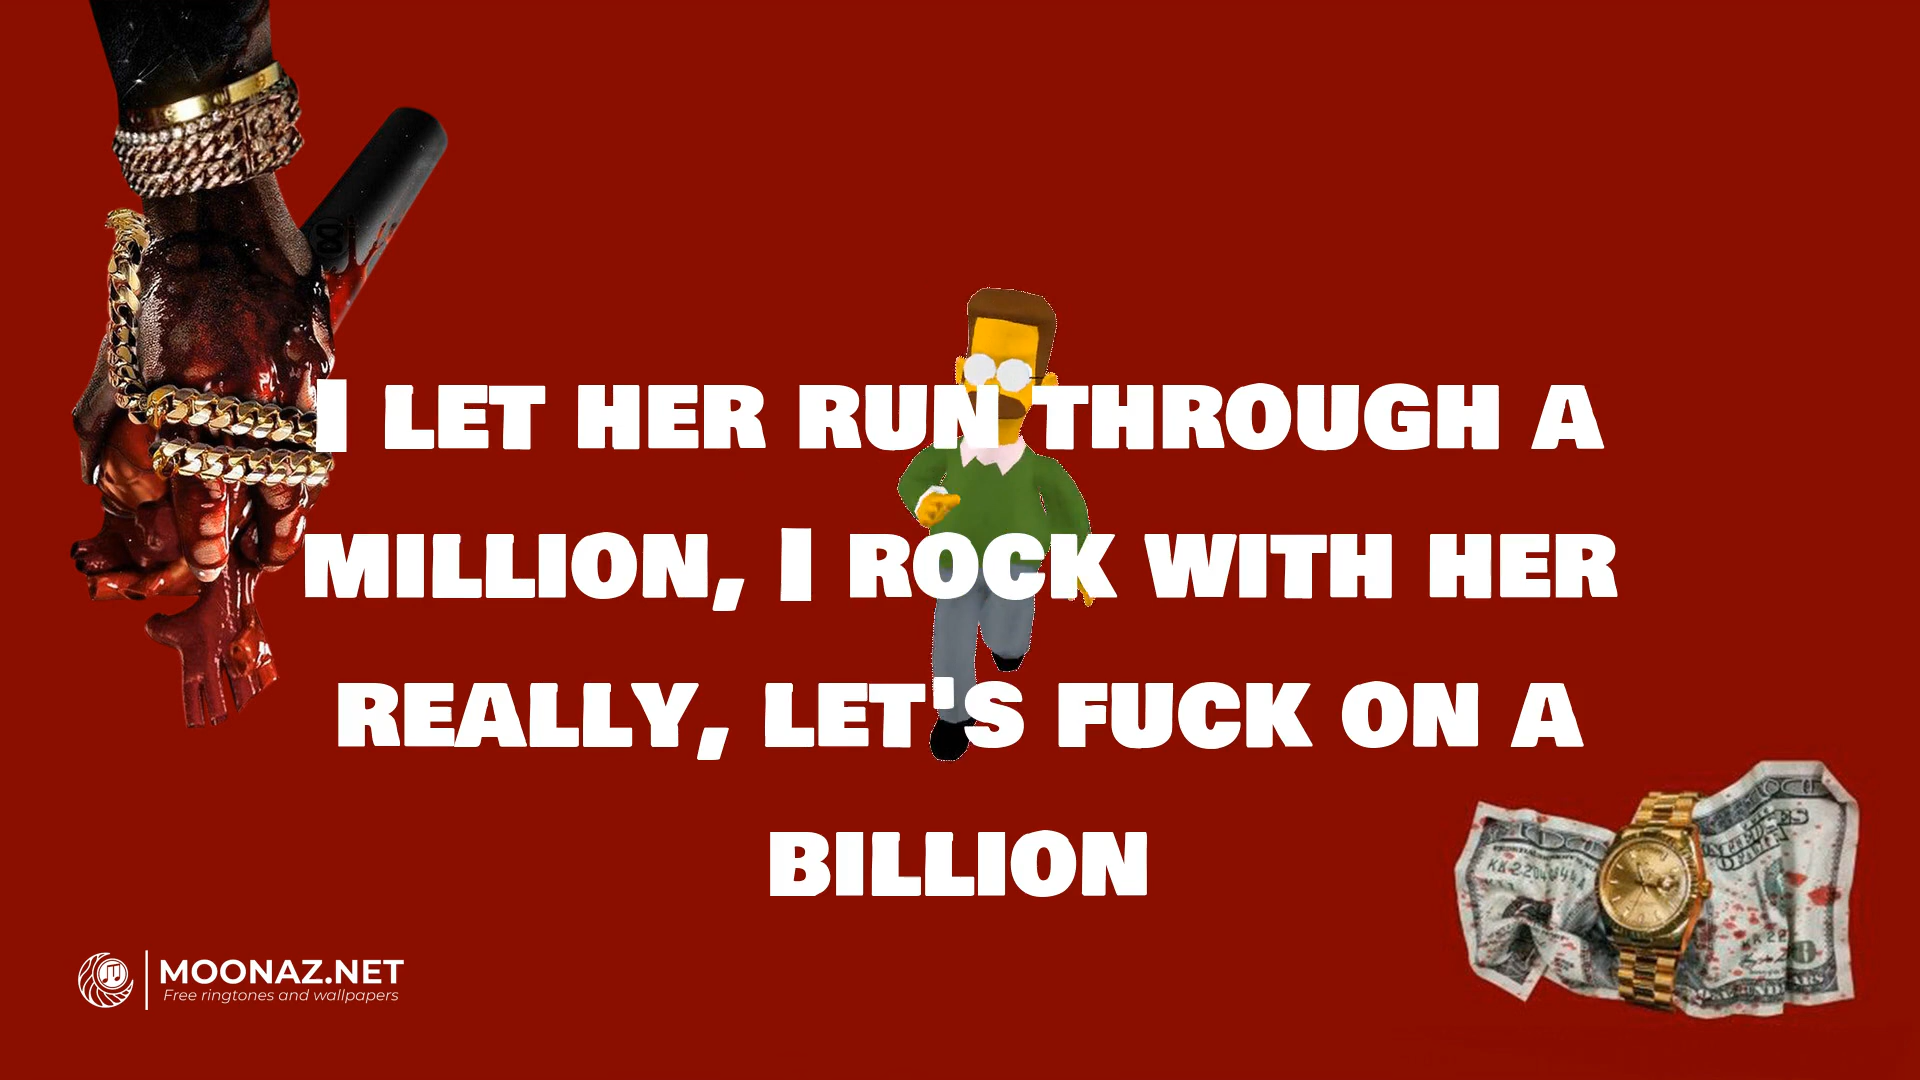 I LET HER RUN THROUGH A
MILLION, I ROCK WITH HER
REALLY, LET'S FUCK ON A
BILLION
MOONAZ.NET
Free ringtones and wallpapers